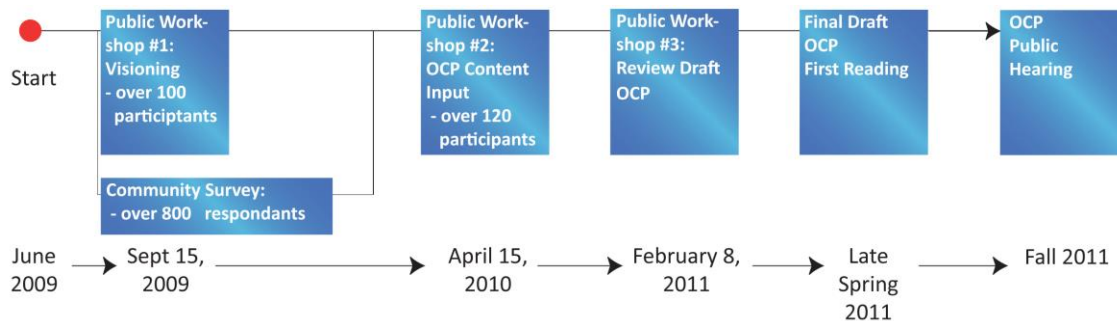 Start
Public Work-
shop #1:
Visioning
- over 100
participtants
Community Survey:
- over 800 respondants
Public Work-
shop #2:
OCP Content
Input
- over 120
participants
Public Work-
shop #3:
Review Draft
OCP
Final Draft
OCP
First Reading
OCP
Public
Hearing
June
2009
Sept 15,
2009
April 15,
2010
February 8,
2011
Late
Spring
2011
Fall 2011